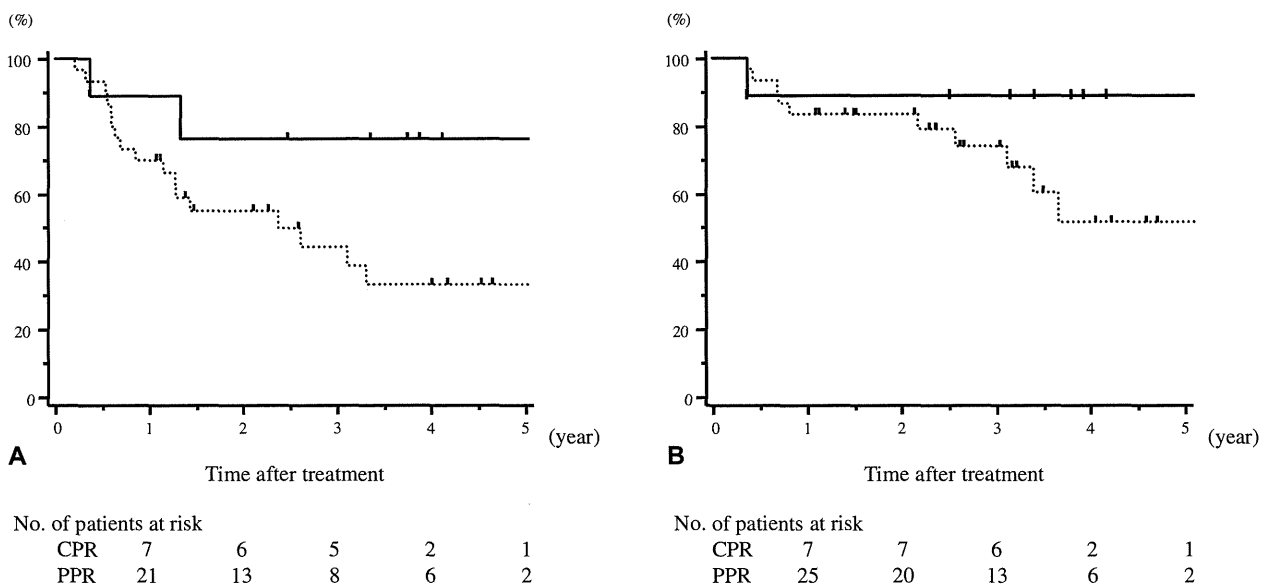 (%)
100
80
60
40
20
0
0 1 2 3 4 5
(year)
A
Time after treatment
No. of patients at risk
CPR 7 6 5 2 1
PPR 21 13 8 6 2
(%)
100
80
60
40
20
0
0 1 2 3 4 5
(year)
B
Time after treatment
No. of patients at risk
CPR 7 7 6 2 1
PPR 25 20 13 6 2